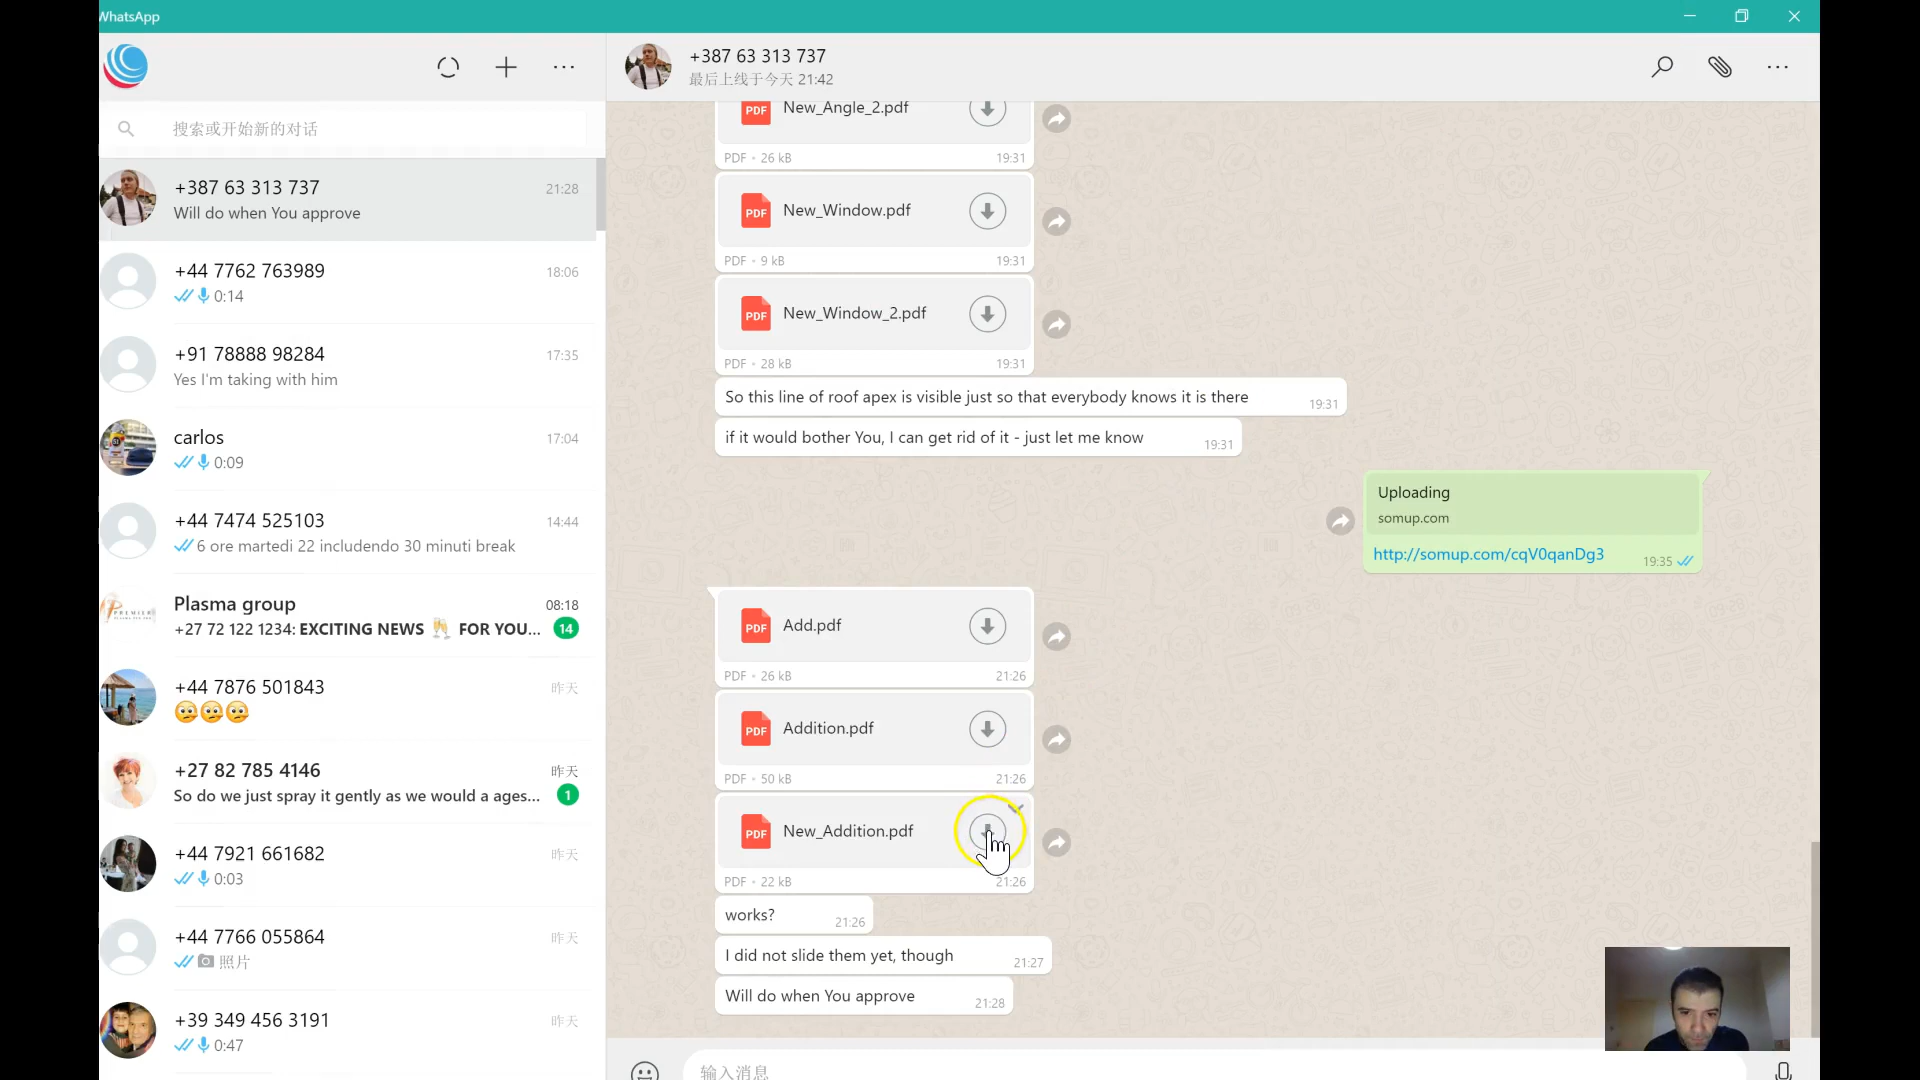 WhatsApp
搜索或开始新的对话
+387 63 313 737
21:28
Will do when You approve
+44 7762 763989
18:06
0:14
+91 78888 98284
17:35
Yes I'm taking with him
carlos
17:04
0:09
+44 7474 525103
14:44
6 ore martedi 22 includendo 30 minuti break
Plasma group
08:18
+27 72 122 1234: EXCITING NEWS 🥂 FOR YOU...
14
+44 7876 501843
昨天
+27 82 785 4146
昨天
So do we just spray it gently as we would a ages...
1
+44 7921 661682
昨天
0:03
+44 7766 055864
昨天
照片
+39 349 456 3191
昨天
0:47
+387 63 313 737
最后上线于今天 21:42
PDF
New_Angle_2.pdf
PDF • 26 kB
19:31
PDF
New_Window.pdf
PDF • 9 kB
19:31
PDF
New_Window_2.pdf
PDF • 28 kB
19:31
So this line of roof apex is visible just so that everybody knows it is there
19:31
if it would bother You, I can get rid of it - just let me know
19:31
Uploading
somup.com
http://somup.com/cqV0qanDg3
19:35
PDF
Add.pdf
PDF • 26 kB
21:26
PDF
Addition.pdf
PDF • 50 kB
21:26
PDF
New_Addition.pdf
PDF • 22 kB
21:26
works?
21:26
I did not slide them yet, though
21:27
Will do when You approve
21:28
输入消息